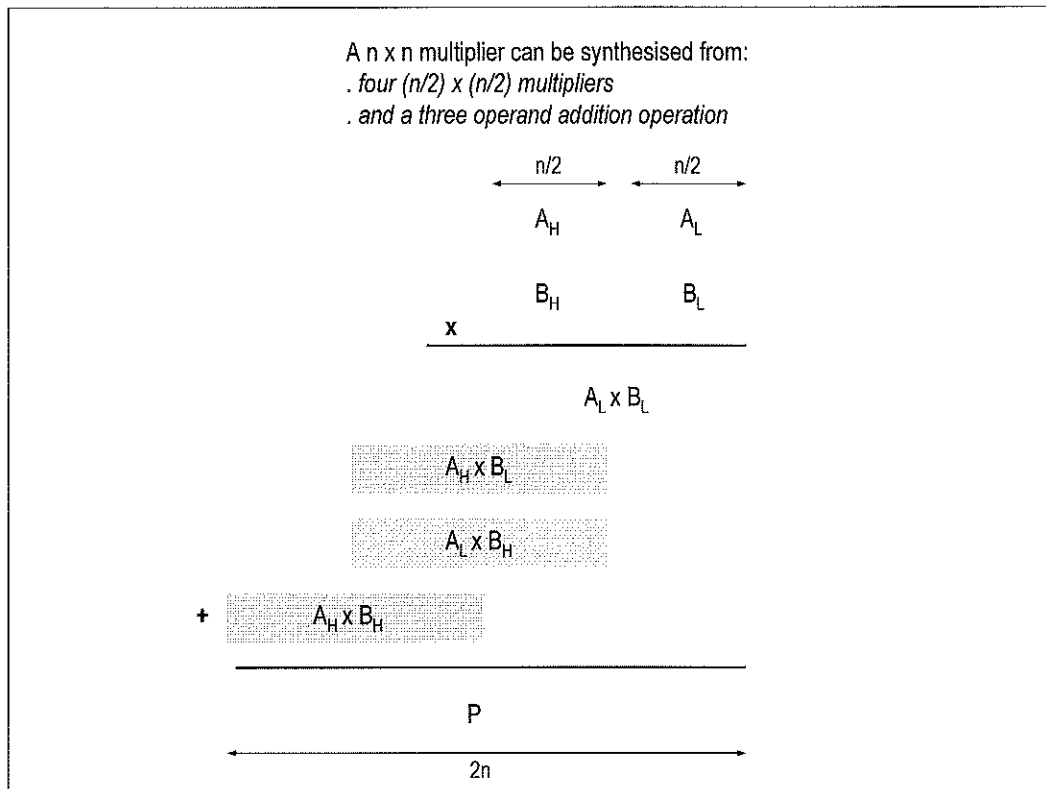 A n x n multiplier can be synthesised from:
. four (n/2) x (n/2) multipliers
. and a three operand addition operation
n/2 n/2
A_H A_L
B_H B_L
x
A_L x B_L
A_H x B_L
A_L x B_H
+ A_H x B_H
P
2n